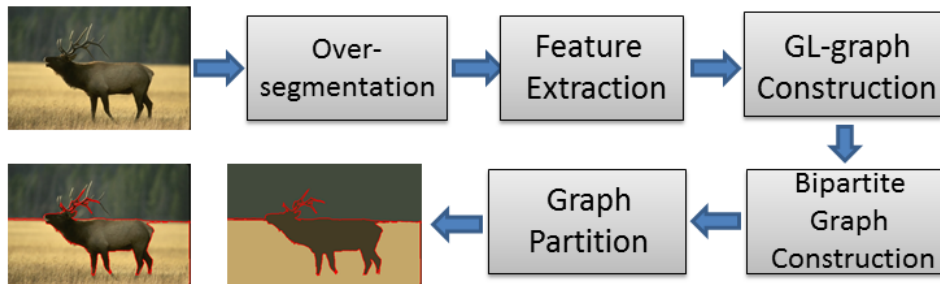 Over-
segmentation
Feature
Extraction
GL-graph
Construction
Bipartite
Graph
Construction
Graph
Partition